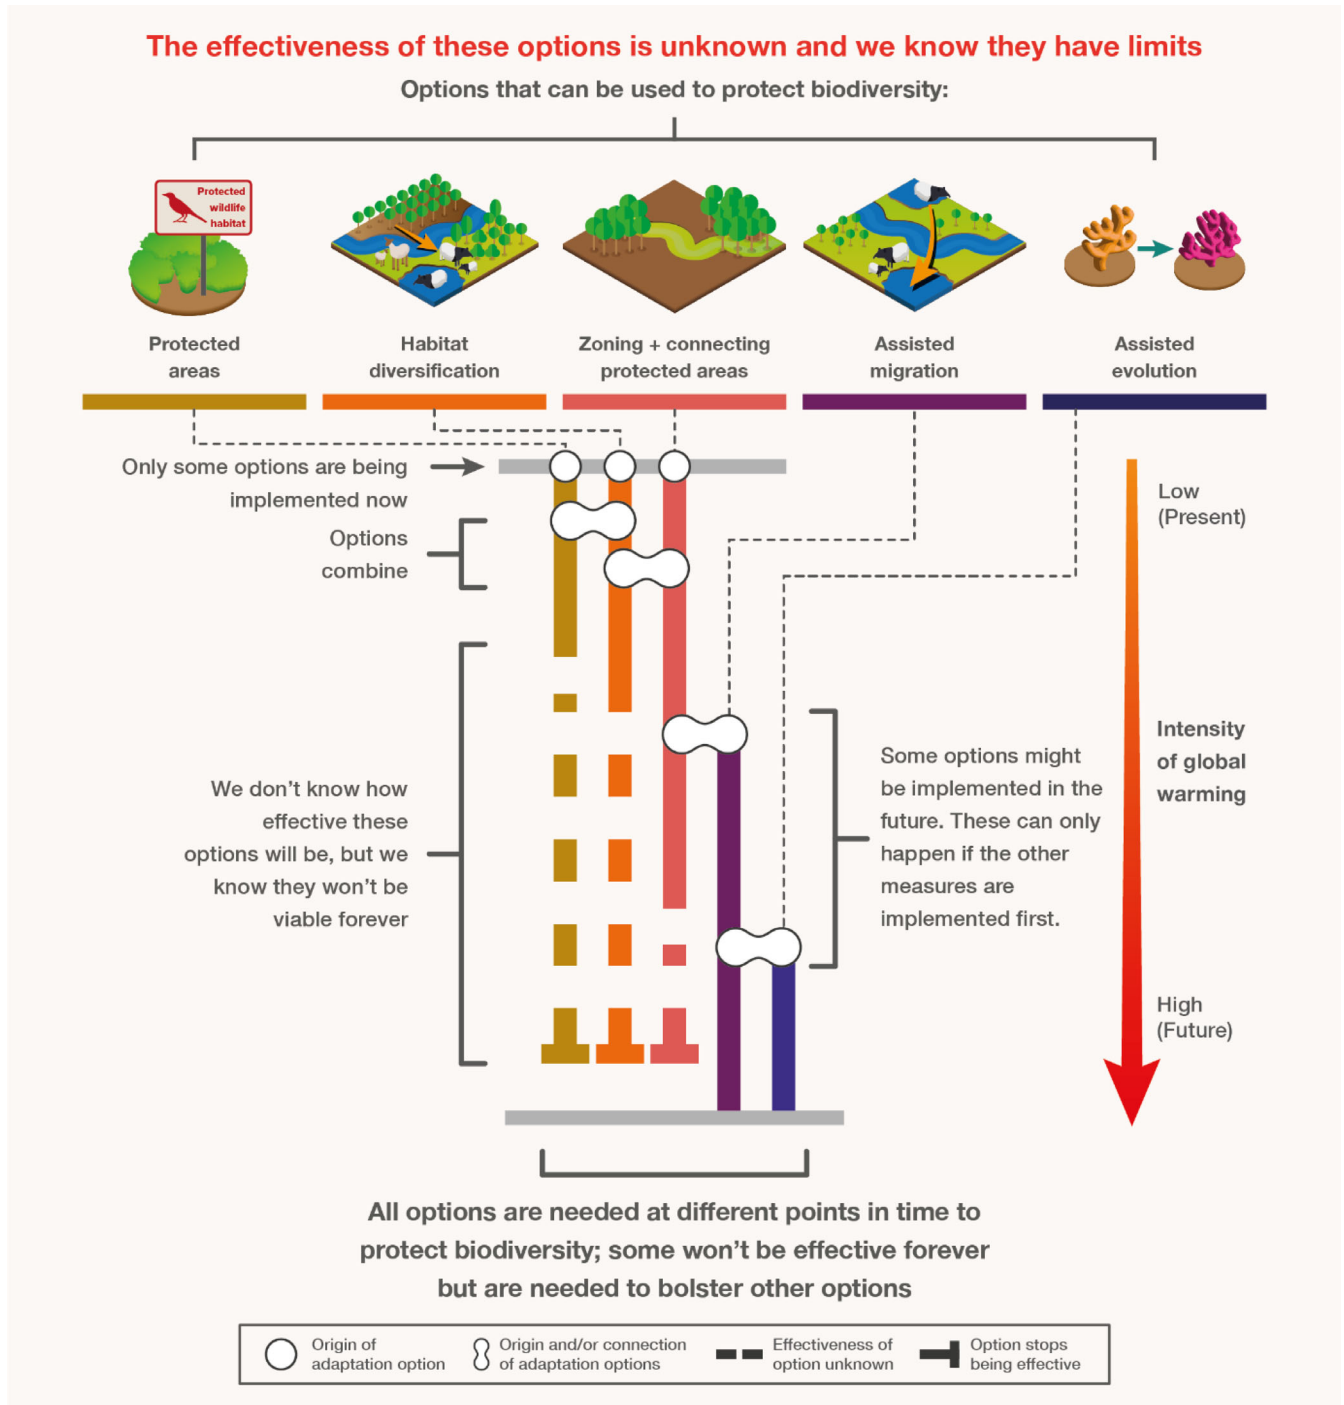 The effectiveness of these options is unknown and we know they have limits
Options that can be used to protect biodiversity:
Protected
wildlife
habitat
Protected
areas
Habitat
diversification
Zoning + connecting
protected areas
Assisted
migration
Assisted
evolution
Only some options are being
implemented now
Options
combine
We don’t know how
effective these
options will be, but we
know they won’t be
viable forever
Some options might
be implemented in the
future. These can only
happen if the other
measures are
implemented first.
Low
(Present)
Intensity
of global
warming
High
(Future)
All options are needed at different points in time to
protect biodiversity; some won’t be effective forever
but are needed to bolster other options
Origin of
adaptation option
Origin and/or connection
of adaptation options
Effectiveness of
option unknown
Option stops
being effective